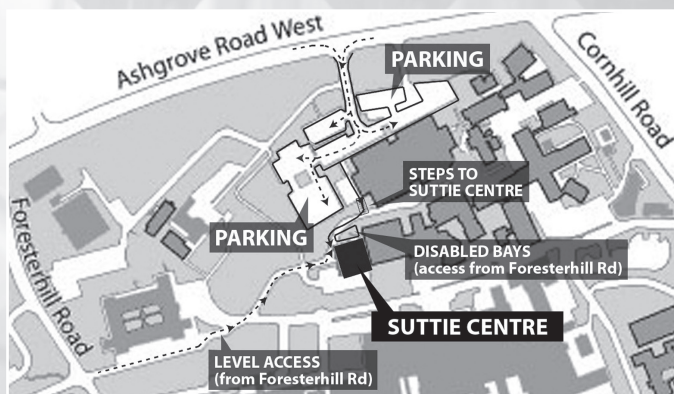 Ashgrove Road West
PARKING
Cornhill Road
STEPS TO
SUTTIE CENTRE
Foresterhill Road
PARKING
DISABLED BAYS
(access from Foresterhill Rd)
SUTTIE CENTRE
LEVEL ACCESS
(from Foresterhill Rd)